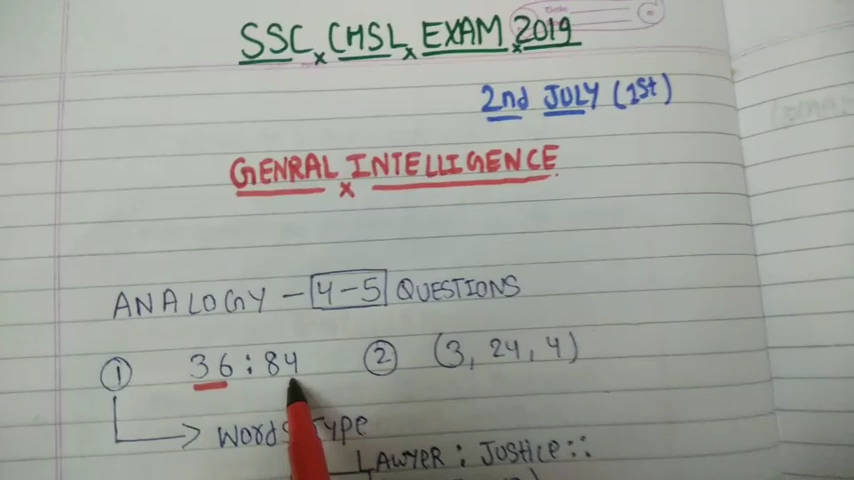 SSC x CHSL x EXAM x 2019
2nd JULY (1st)
GENRAL x INTELLIGENCE
ANALOGY - 4-5 QUESTIONS
① 36:84 ② (3, 24, 4)
→ Words Type
LAWYER : JUSTICE ::